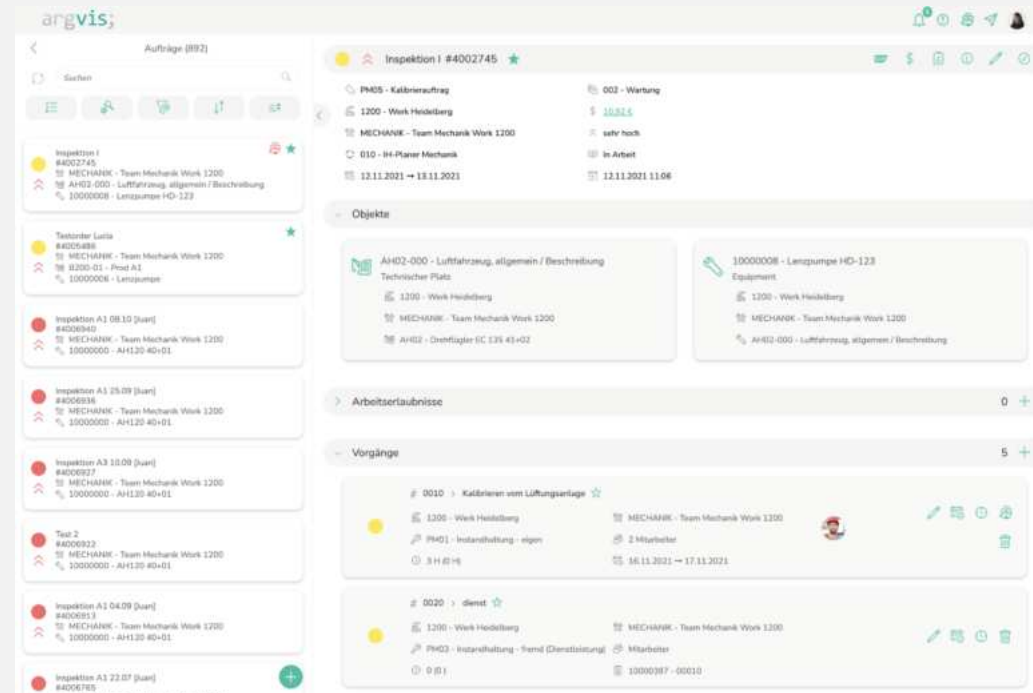 argvis;
6
Aufträge (892)
Suchen
Inspektion I
#4002745
MECHANIK - Team Mechanik Work 1200
AH02-000 - Luftfahrzeug, allgemein / Beschreibung
10000008 - Lenzpumpe HD-123
Testorder Lucia
#4005486
MECHANIK - Team Mechanik Work 1200
8200-01 - Prod A1
10000006 - Lenzpumpe
Inspektion A1 08.10 [Juan]
#4006940
MECHANIK - Team Mechanik Work 1200
10000000 - AH120 40+01
Inspektion A1 25.09 [Juan]
#4006936
MECHANIK - Team Mechanik Work 1200
10000000 - AH120 40+01
Inspektion A3 10.09 [Juan]
#4006927
MECHANIK - Team Mechanik Work 1200
10000000 - AH120 40+01
Test 2
#4006922
MECHANIK - Team Mechanik Work 1200
10000000 - AH120 40+01
Inspektion A1 04.09 [Juan]
#4006913
MECHANIK - Team Mechanik Work 1200
10000000 - AH120 40+01
Inspektion A1 22.07 [Juan]
#4006765
Inspektion I #4002745
PM05 - Kalibrierauftrag
002 - Wartung
1200 - Werk Heidelberg
10,92 €
MECHANIK - Team Mechanik Work 1200
sehr hoch
010 - IH-Planer Mechanik
In Arbeit
12.11.2021 → 13.11.2021
12.11.2021 11:06
Objekte
AH02-000 - Luftfahrzeug, allgemein / Beschreibung
Technischer Platz
1200 - Werk Heidelberg
MECHANIK - Team Mechanik Work 1200
AH02 - Drehflügler EC 135 41+02
10000008 - Lenzpumpe HD-123
Equipment
1200 - Werk Heidelberg
MECHANIK - Team Mechanik Work 1200
AH02-000 - Luftfahrzeug, allgemein / Beschreibung
Arbeitserlaubnisse 0
Vorgänge 5
# 0010 > Kalibrieren vom Lüftungsanlage
1200 - Werk Heidelberg
MECHANIK - Team Mechanik Work 1200
PM01 - Instandhaltung - eigen
2 Mitarbeiter
3 H (0 H)
16.11.2021 → 17.11.2021
# 0020 > dienst
1200 - Werk Heidelberg
MECHANIK - Team Mechanik Work 1200
PM03 - Instandhaltung - fremd (Dienstleistung)
Mitarbeiter
0 (0)
10000387 - 00010